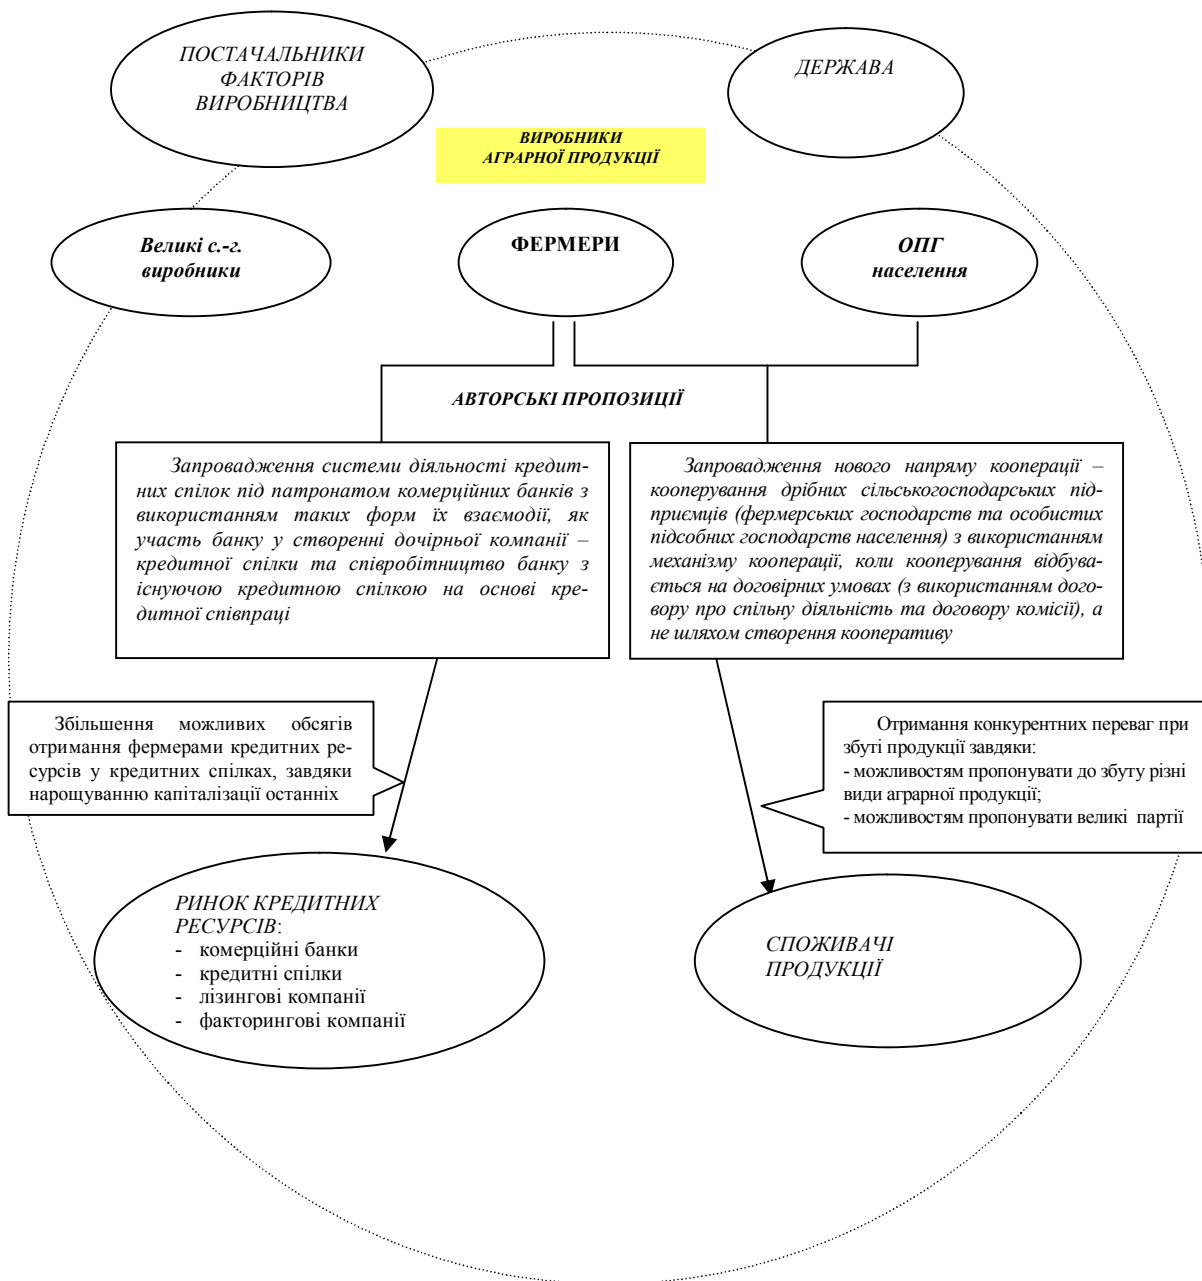 ПОСТАЧАЛЬНИКИ
ФАКТОРІВ
ВИРОБНИЦТВА
ДЕРЖАВА
ВИРОБНИКИ
АГРАРНОЇ ПРОДУКЦІЇ
Великі с.-г.
виробники
ФЕРМЕРИ
ОПГ
населення
АВТОРСЬКІ ПРОПОЗИЦІЇ
Запровадження системи діяльності кредит-
них спілок під патронатом комерційних банків з
використанням таких форм їх взаємодії, як
участь банку у створенні дочірньої компанії –
кредитної спілки та співробітництво банку з
існуючою кредитною спілкою на основі кре-
дитної співпраці
Запровадження нового напряму кооперації –
кооперування дрібних сільськогосподарських під-
приємців (фермерських господарств та особистих
підсобних господарств населення) з використанням
механізму кооперації, коли кооперування відбува-
ється на договірних умовах (з використанням дого-
вору про спільну діяльність та договору комісії), а
не шляхом створення кооперативу
Збільшення можливих обсягів
отримання фермерами кредитних ре-
сурсів у кредитних спілках, завдяки
нарощуванню капіталізації останніх
Отримання конкурентних переваг при
збуті продукції завдяки:
- можливостям пропонувати до збуту різні
види аграрної продукції;
- можливостям пропонувати великі партії
РИНОК КРЕДИТНИХ
РЕСУРСІВ:
- комерційні банки
- кредитні спілки
- лізингові компанії
- факторингові компанії
СПОЖИВАЧІ
ПРОДУКЦІЇ